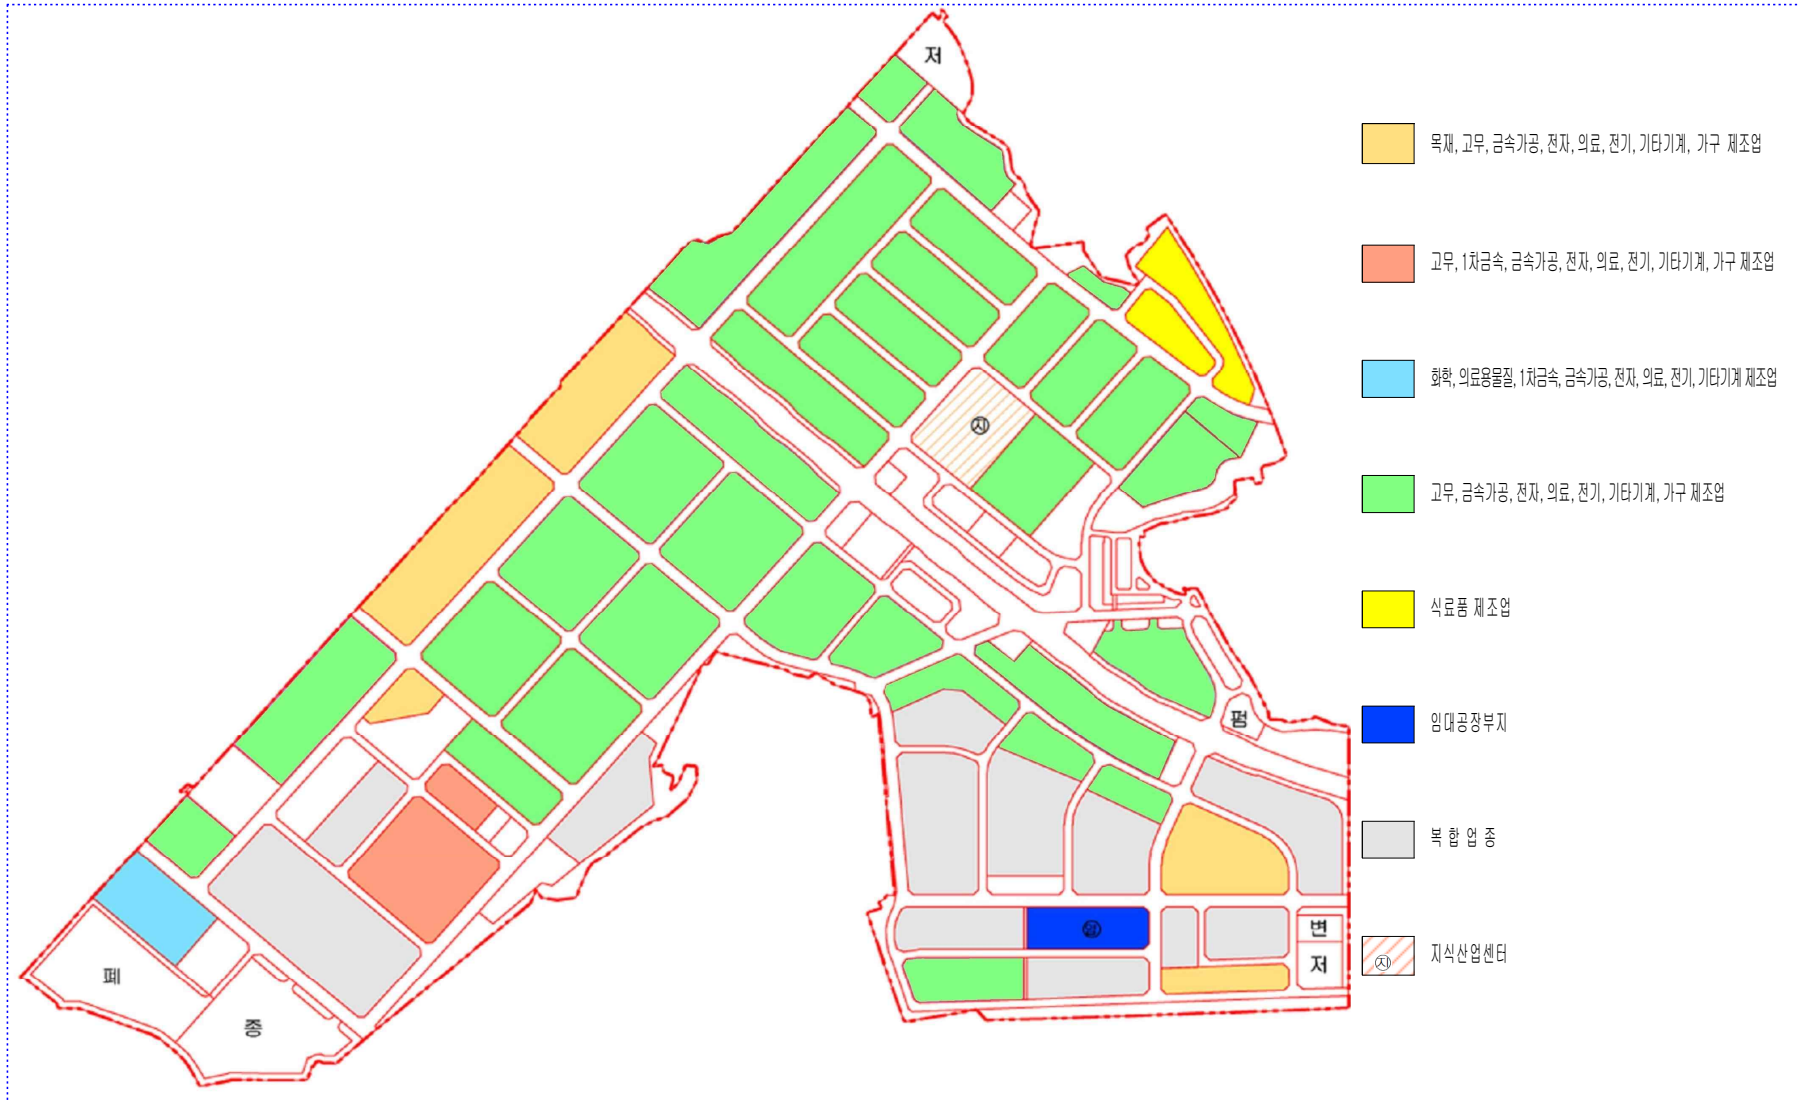 저
목재, 고무, 금속가공, 전자, 의료, 전기, 기타기계, 가구 제조업
고무, 1차금속, 금속가공, 전자, 의료, 전기, 기타기계, 가구 제조업
화학, 의료용물질, 1차금속, 금속가공, 전자, 의료, 전기, 기타기계 제조업
지
고무, 금속가공, 전자, 의료, 전기, 기타기계, 가구 제조업
식료품 제조업
펌
임대공장부지
복 합 업 종
임
변
지식산업센터
지
저
폐
종